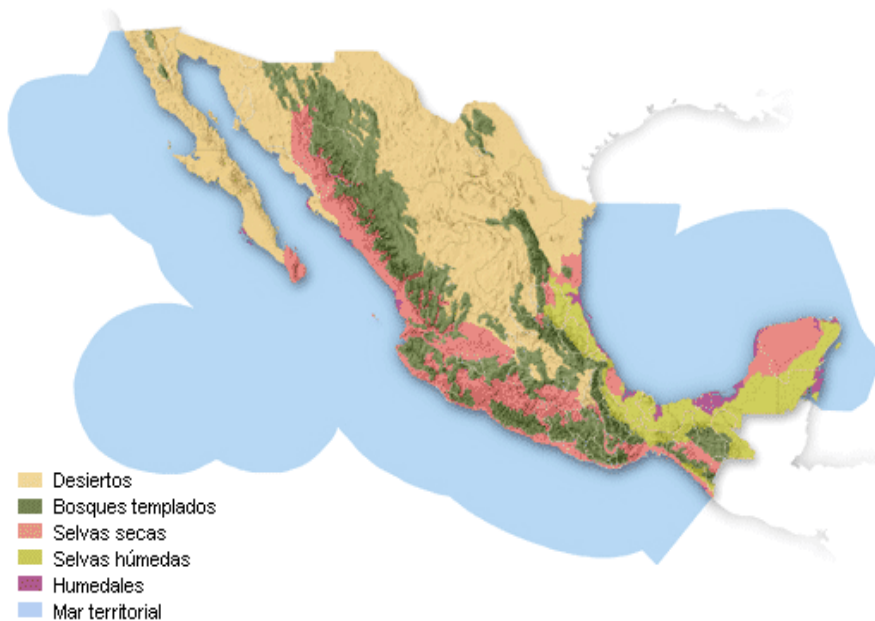 Desiertos
Bosques templados
Selvas secas
Selvas húmedas
Humedales
Mar territorial